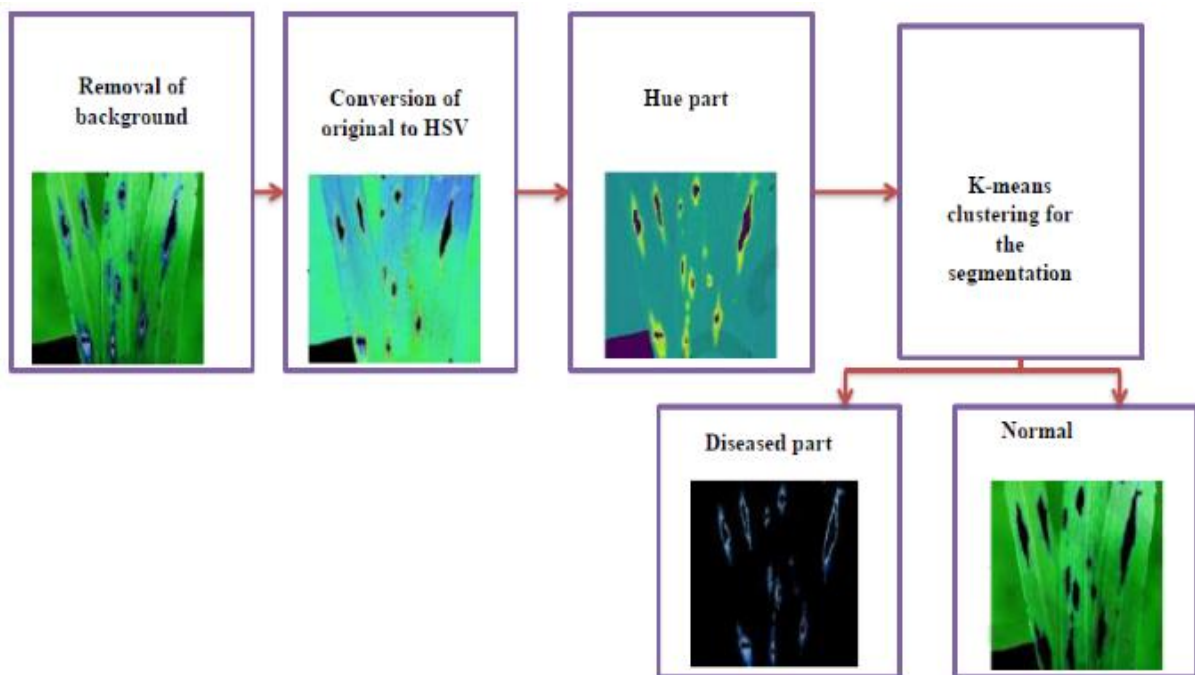 Removal of
background
Conversion of
original to HSV
Hue part
K-means
clustering for
the
segmentation
Diseased part
Normal